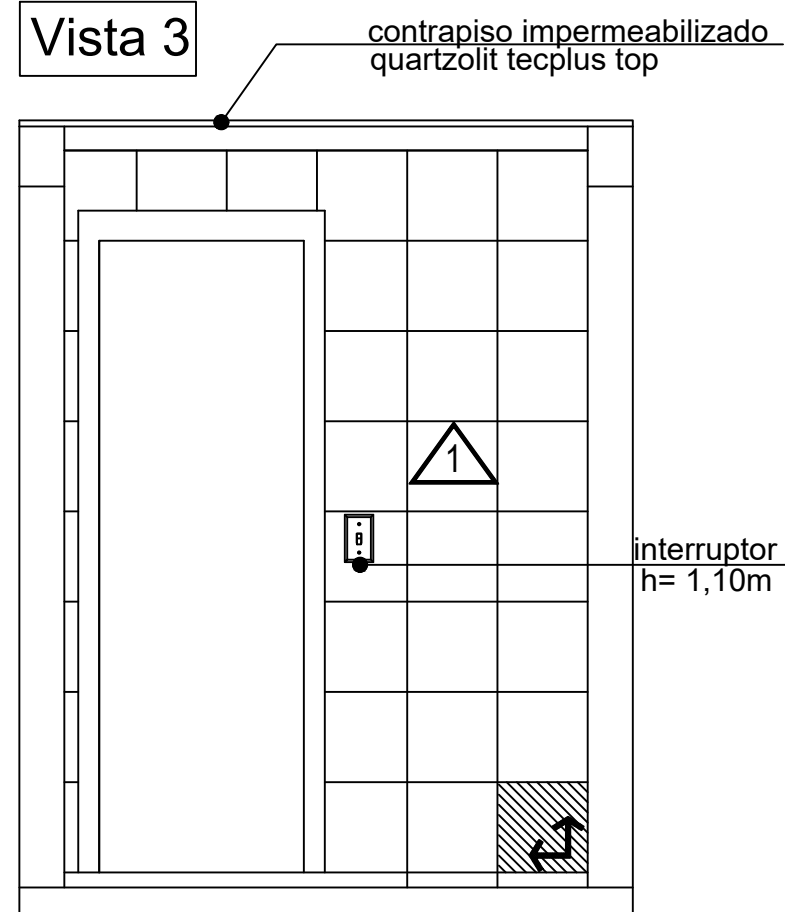 Vista 3
contrapiso impermeabilizado
quartzolit tecplus top
1
interruptor
h= 1,10m